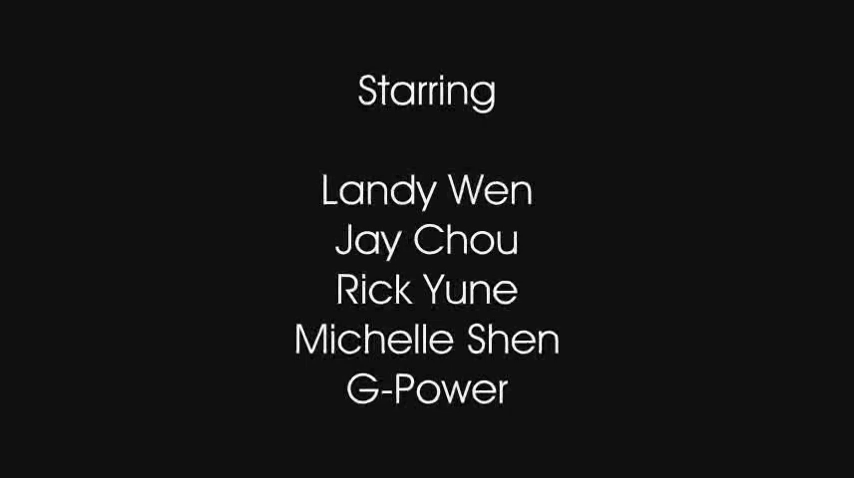 Starring
Landy Wen
Jay Chou
Rick Yune
Michelle Shen
G-Power